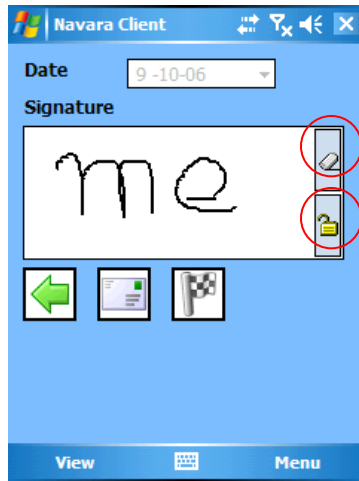 Navara Client
Date
9 -10-06
Signature
me
View Menu